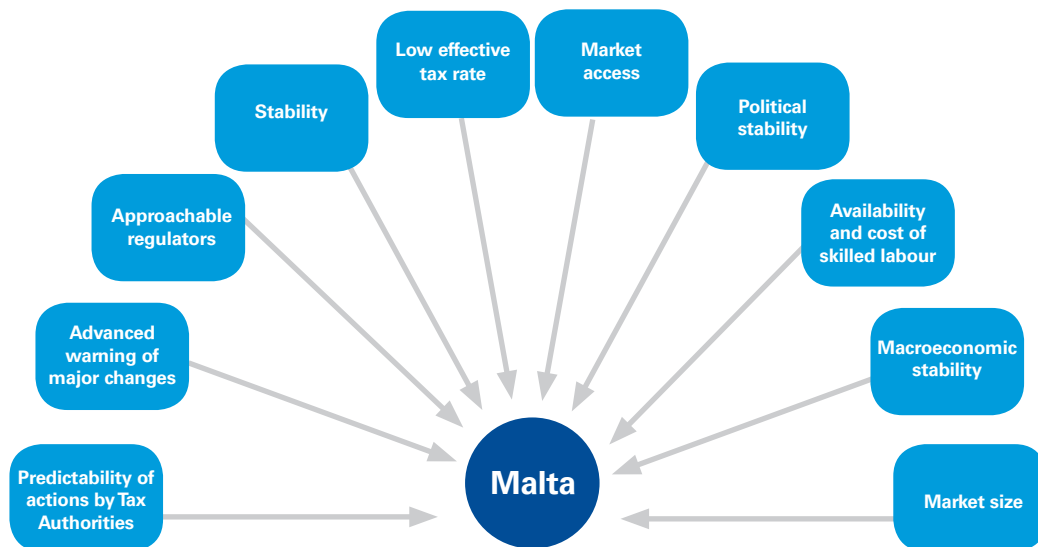 Low effective
tax rate
Market
access
Stability
Political
stability
Approachable
regulators
Availability
and cost of
skilled labour
Advanced
warning of
major changes
Macroeconomic
stability
Predictability of
actions by Tax
Authorities
Malta
Market size